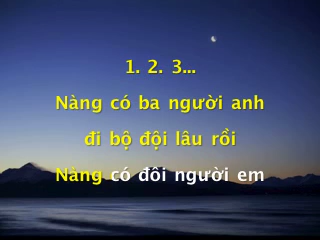 1. 2. 3...
Nàng có ba người anh
đi bộ đội lâu rồi
Nàng có đôi người em